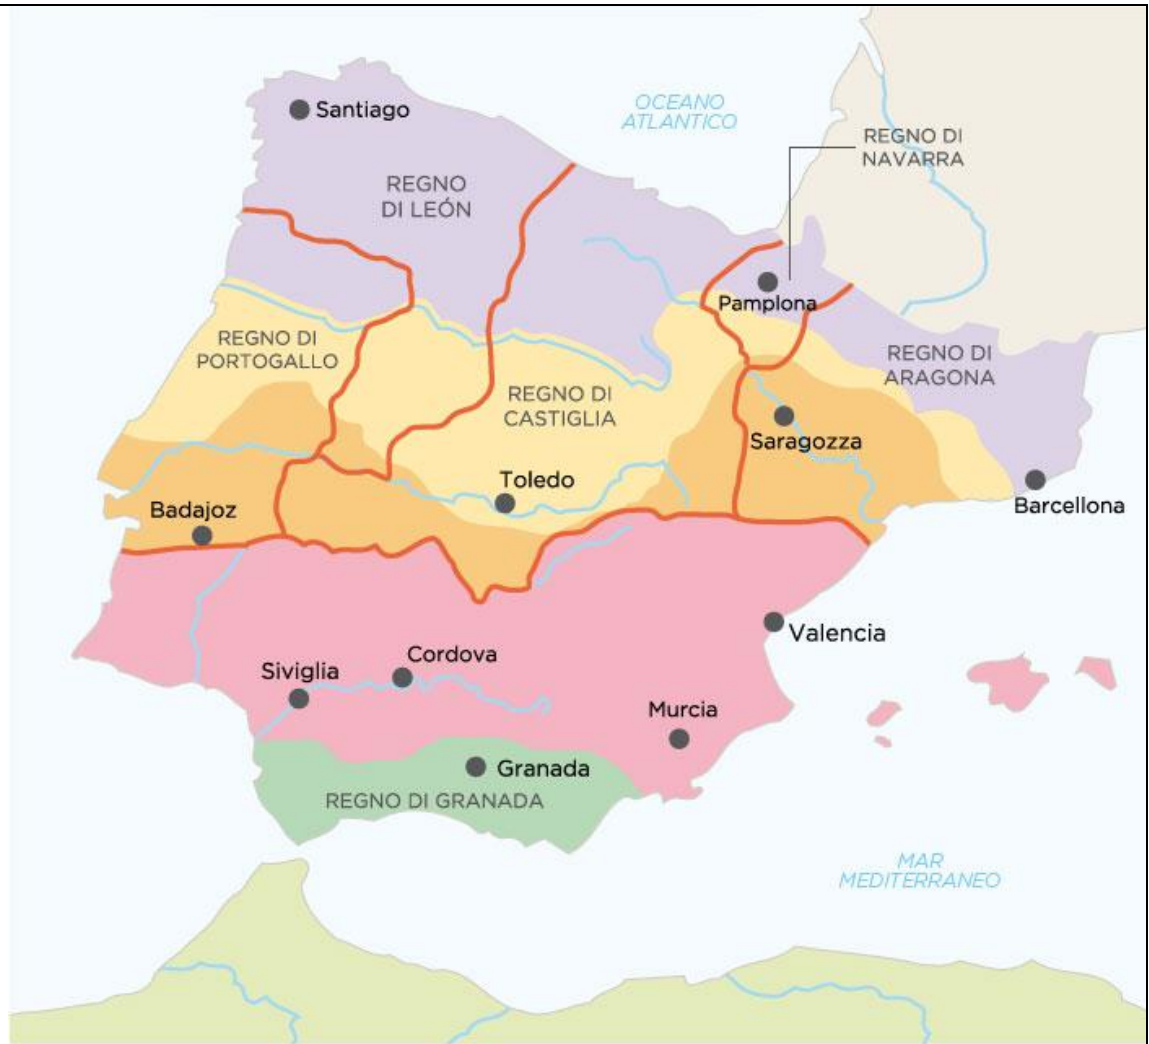 OCEANO
ATLANTICO
Santiago
REGNO DI
NAVARRA
REGNO
DI LEÓN
Pamplona
REGNO DI
PORTOGALLO
REGNO DI
ARAGONA
REGNO DI
CASTIGLIA
Saragozza
Toledo
Barcellona
Badajoz
Valencia
Cordova
Siviglia
Murcia
Granada
REGNO DI GRANADA
MAR
MEDITERRANEO